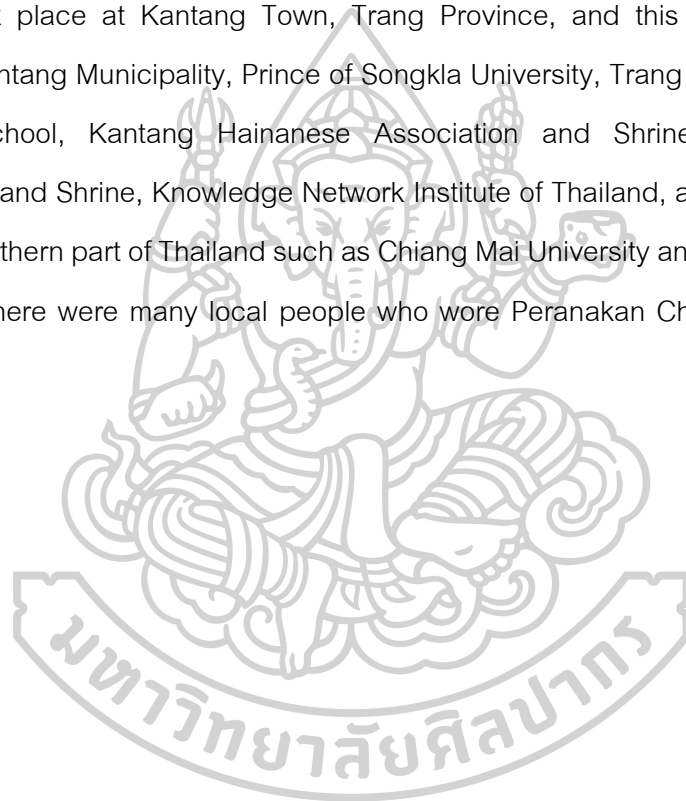 place at Kantang Town, Trang Province, and this
ntang Municipality, Prince of Songkla University, Trang
chool, Kantang Hainanese Association and Shrine
and Shrine, Knowledge Network Institute of Thailand, a
thern part of Thailand such as Chiang Mai University an
here were many local people who wore Peranakan Ch
มหาวิทยาลัยศิลปากร